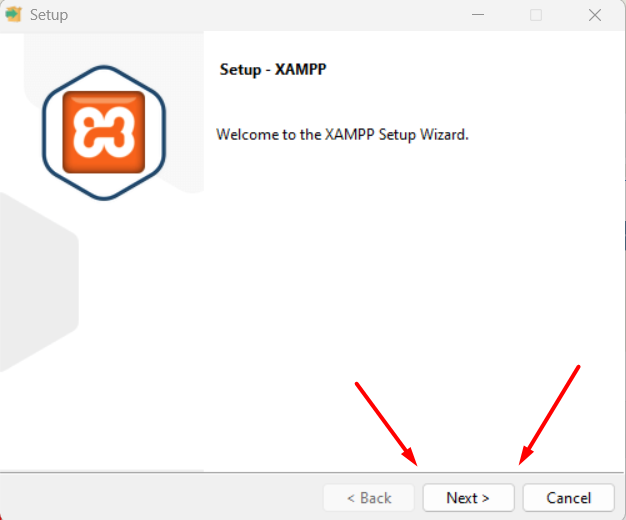 Setup
Setup - XAMPP
Welcome to the XAMPP Setup Wizard.
< Back
Next >
Cancel